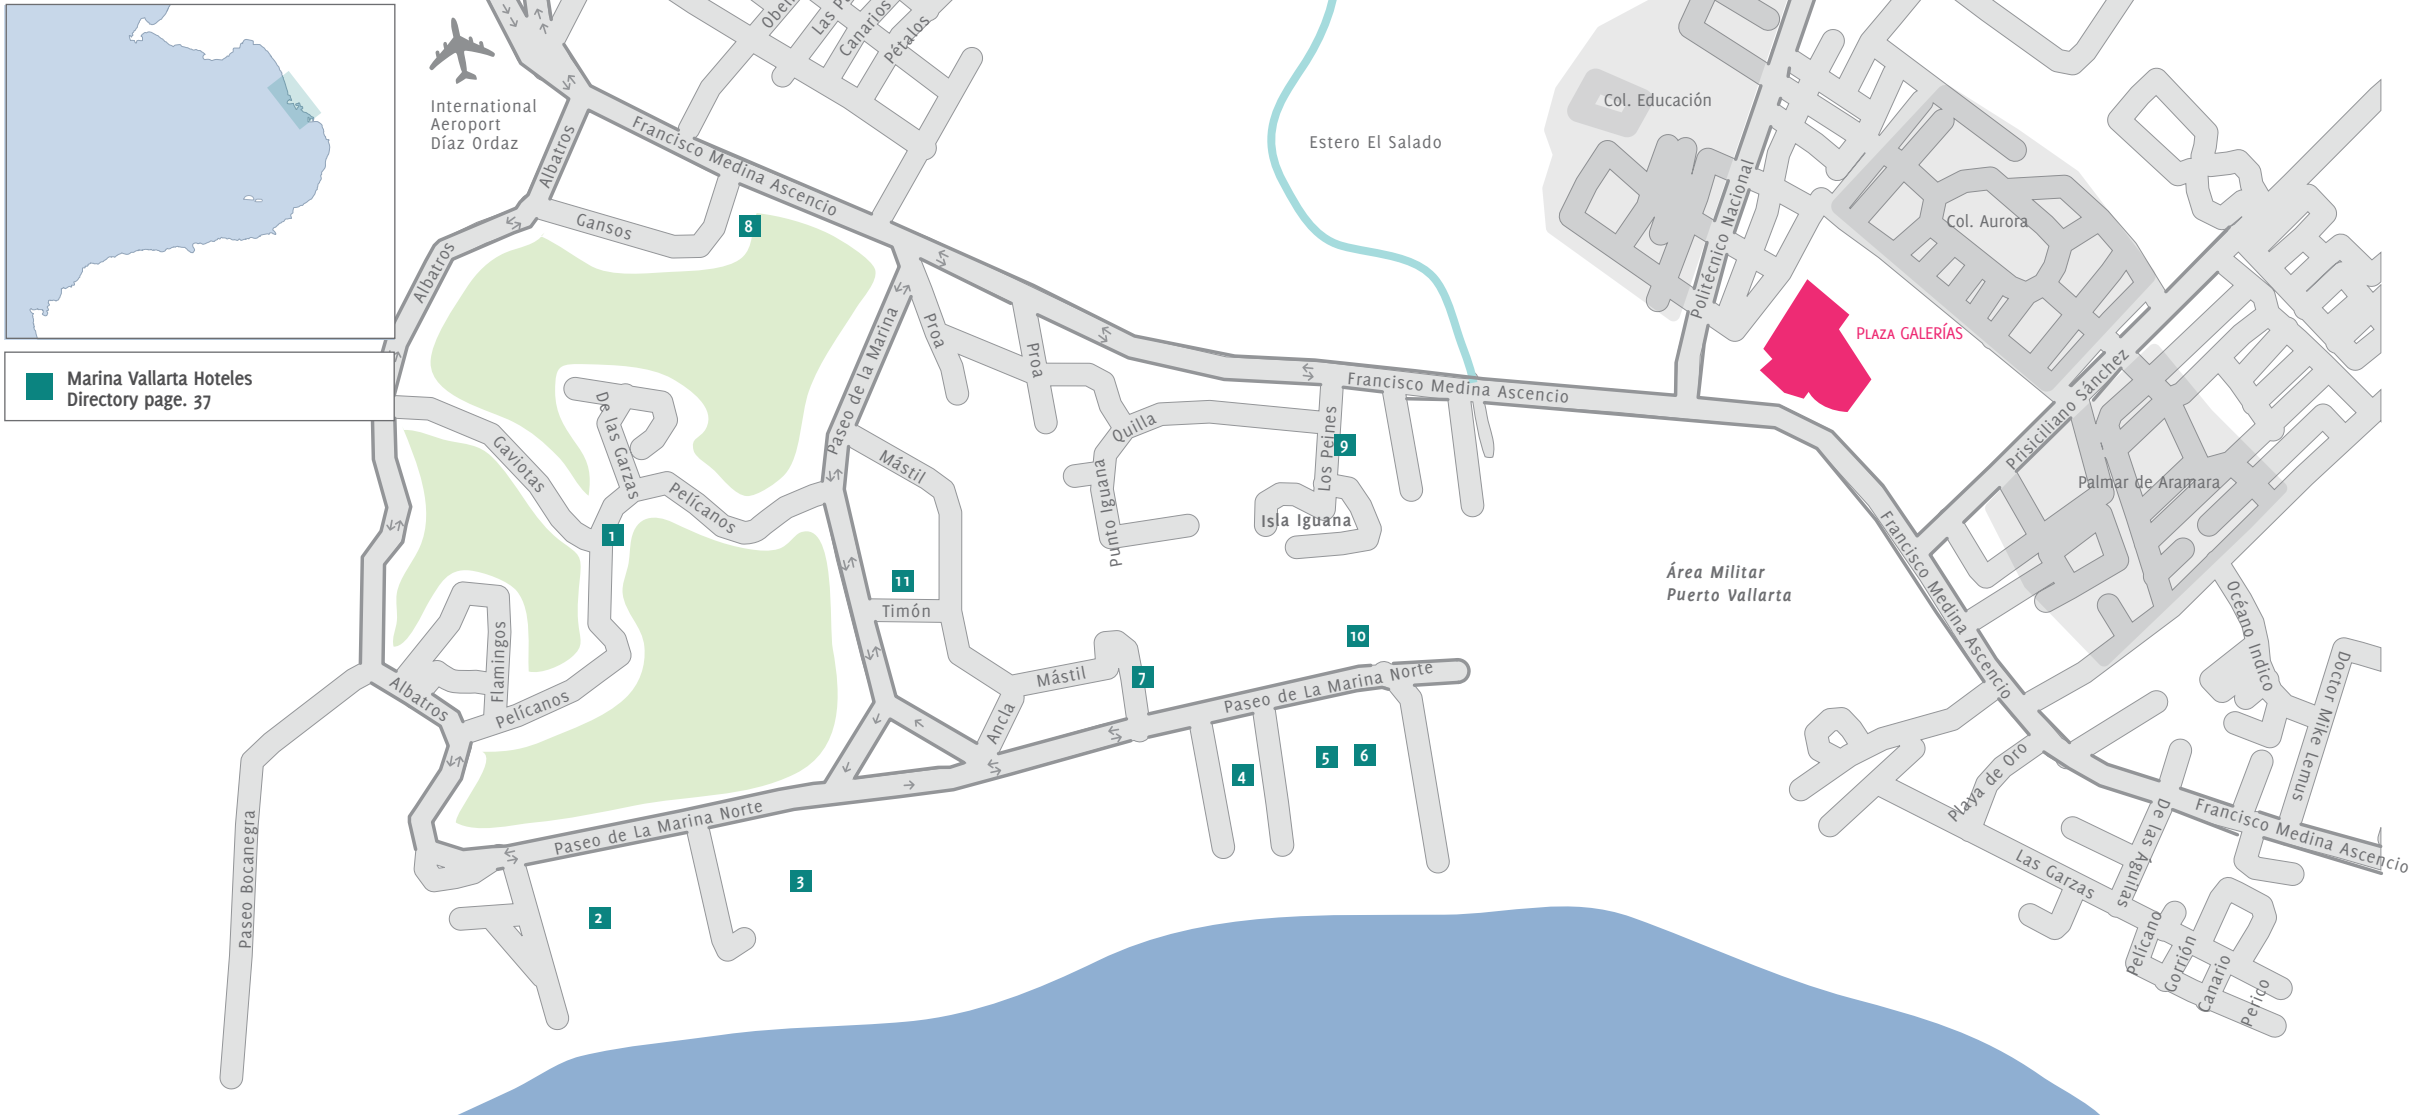 Marina Vallarta Hoteles
Directory page. 37
International
Aeroport
Díaz Ordaz
Las
Canarios
Pétalos
Estero El Salado
Col. Educación
Col. Aurora
Politécnico Nacional
PLAZA GALERÍAS
Prisciliano Sánchez
Palmar de Aramara
Área Militar
Puerto Vallarta
Francisco Medina Ascencio
Francisco Medina Ascencio
Francisco Medina Ascencio
Francisco Medina Ascencio
Albatros
Albatros
Albatros
Gansos
8
Paseo de la Marina
Proa
Proa
Quilla
Los Peines
9
Isla Iguana
Punto Iguana
Mástil
Mástil
Gaviotas
De las Garzas
Pelícanos
Pelícanos
Flamingos
1
11
Timón
10
7
Ancla
Paseo de La Marina Norte
Paseo de La Marina Norte
4
5
6
3
2
Paseo Bocanegra
Océano Indico
Doctor Mike Lemus
Playa de Oro
Las Garzas
De las Águilas
Pelícano
Gorrión
Canario
Perico